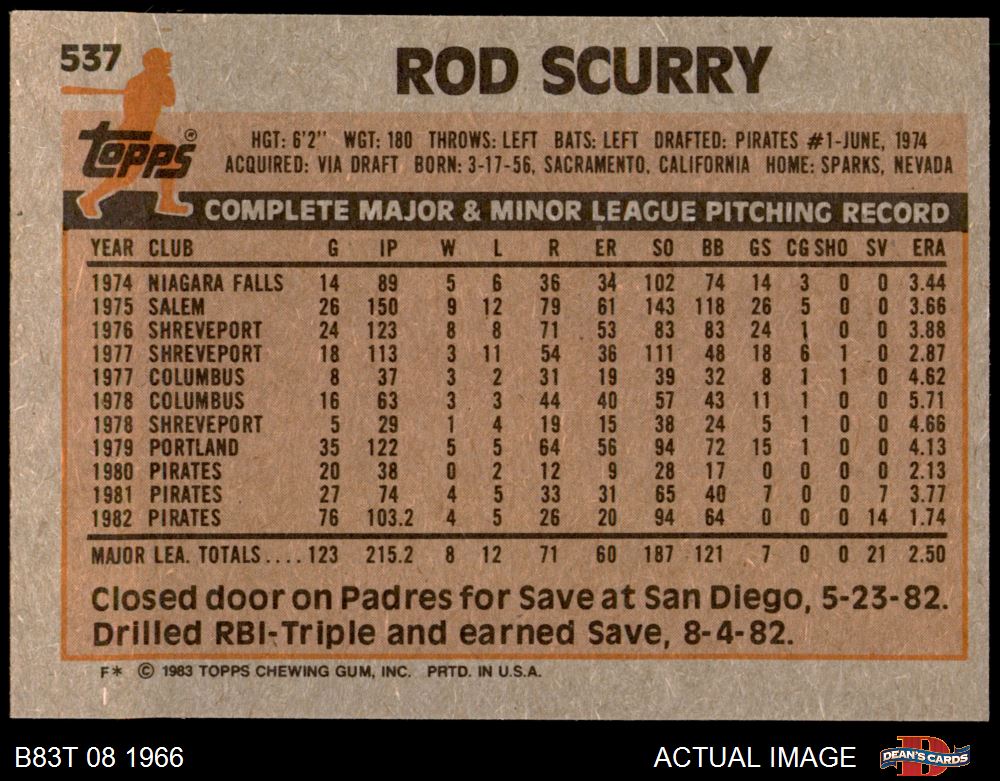 537
ROD SCURRY
topps®
HGT: 6'2" WGT: 180 THROWS: LEFT BATS: LEFT DRAFTED: PIRATES #1-JUNE, 1974
ACQUIRED: VIA DRAFT BORN: 3-17-56, SACRAMENTO, CALIFORNIA HOME: SPARKS, NEVADA
COMPLETE MAJOR & MINOR LEAGUE PITCHING RECORD
YEAR CLUB G IP W L R ER SO BB GS CG SHO SV ERA
1974 NIAGARA FALLS 14 89 5 6 36 34 102 74 14 3 0 0 3.44
1975 SALEM 26 150 9 12 79 61 143 118 26 5 0 0 3.66
1976 SHREVEPORT 24 123 8 8 71 53 83 83 24 1 0 0 3.88
1977 SHREVEPORT 18 113 3 11 54 36 111 48 18 6 1 0 2.87
1977 COLUMBUS 8 37 3 2 31 19 39 32 8 1 1 0 4.62
1978 COLUMBUS 16 63 3 3 44 40 57 43 11 1 0 0 5.71
1978 SHREVEPORT 5 29 1 4 19 15 38 24 5 1 0 0 4.66
1979 PORTLAND 35 122 5 5 64 56 94 72 15 1 0 0 4.13
1980 PIRATES 20 38 0 2 12 9 28 17 0 0 0 0 2.13
1981 PIRATES 27 74 4 5 33 31 65 40 7 0 0 7 3.77
1982 PIRATES 76 103.2 4 5 26 20 94 64 0 0 0 14 1.74
MAJOR LEA. TOTALS.... 123 215.2 8 12 71 60 187 121 7 0 0 21 2.50
Closed door on Padres for Save at San Diego, 5-23-82.
Drilled RBI-Triple and earned Save, 8-4-82.
F* © 1983 TOPPS CHEWING GUM, INC. PRTD. IN U.S.A.
B83T 08 1966
ACTUAL IMAGE
DEAN'S CARDS